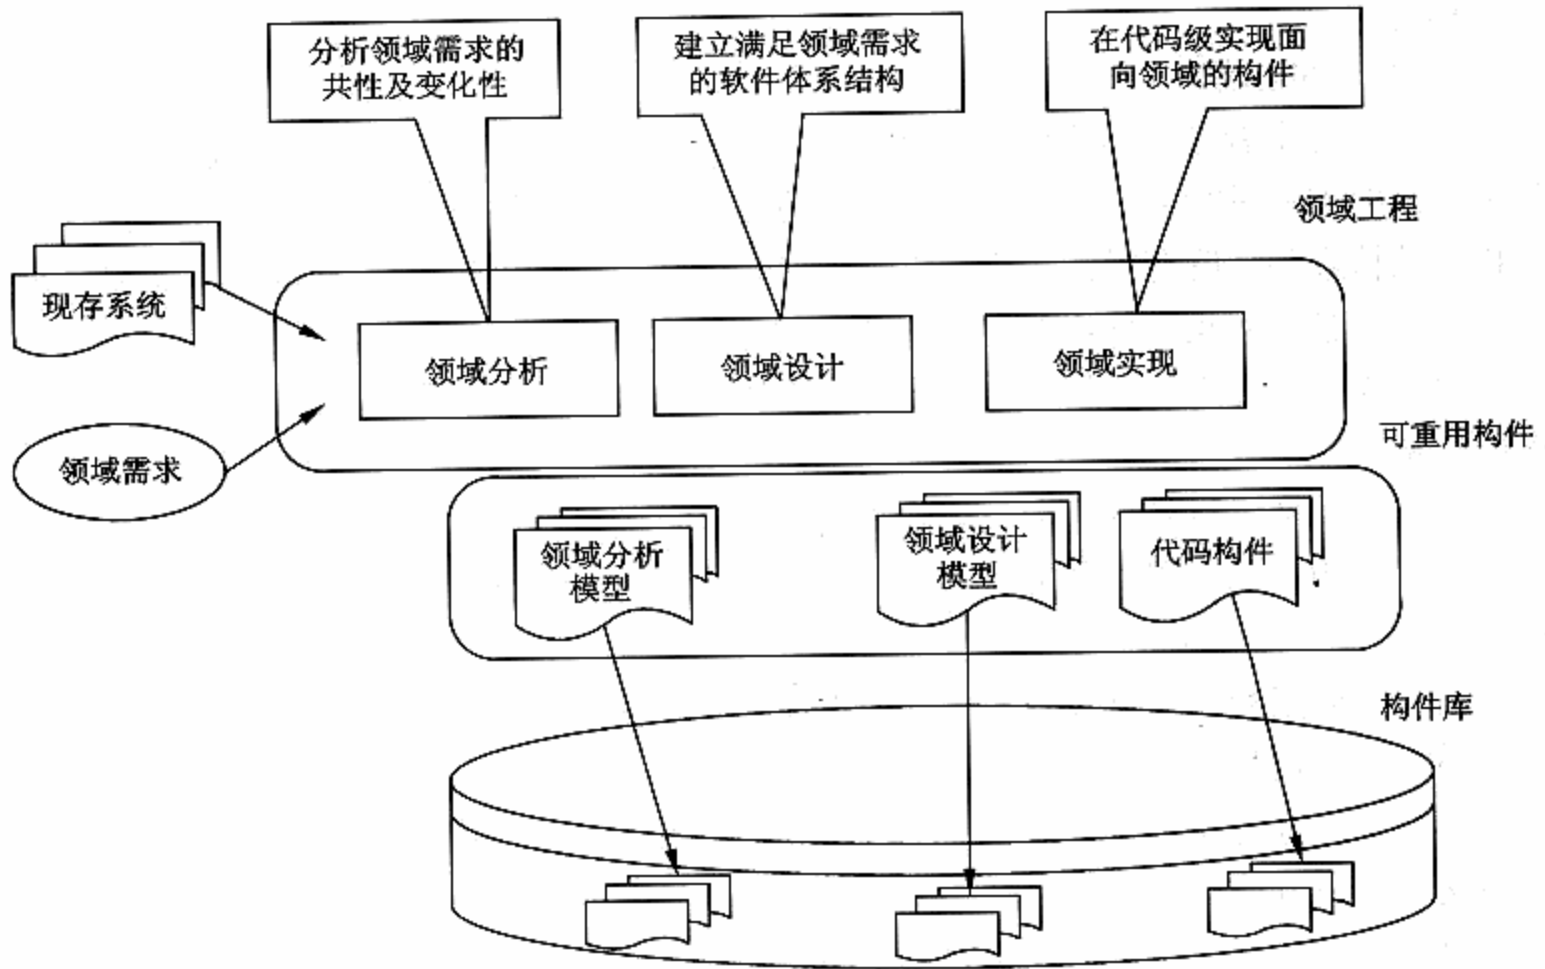 分析领域需求的
共性及变化性
建立满足领域需求
的软件体系结构
在代码级实现面
向领域的构件
领域工程
现存系统
领域分析
领域设计
领域实现
可重用构件
领域需求
领域分析
模型
领域设计
模型
代码构件
构件库